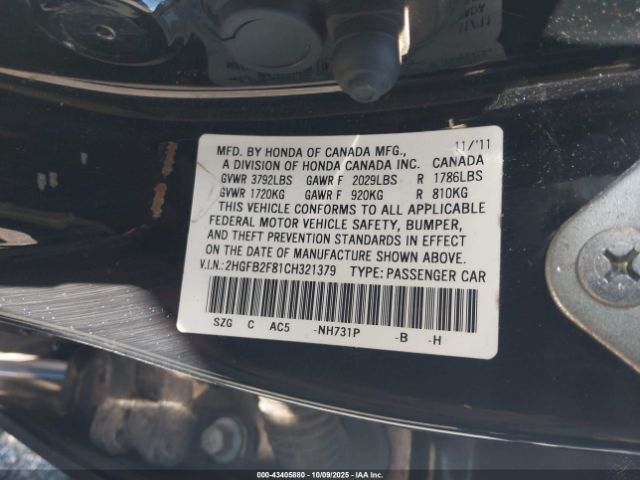 MFD. BY HONDA OF CANADA MFG., 11/'11
A DIVISION OF HONDA CANADA INC. CANADA
GVWR 3792LBS GAWR F 2029LBS R 1786LBS
GVWR 1720KG GAWR F 920KG R 810KG
THIS VEHICLE CONFORMS TO ALL APPLICABLE
FEDERAL MOTOR VEHICLE SAFETY, BUMPER,
AND THEFT PREVENTION STANDARDS IN EFFECT
ON THE DATE OF MANUFACTURE SHOWN ABOVE.
V.I.N.: 2HGFB2F81CH321379 TYPE: PASSENGER CAR
SZG C AC5 -NH731P -B -H
© 2000-43405880 - 10/09/2025 - IAA Inc.